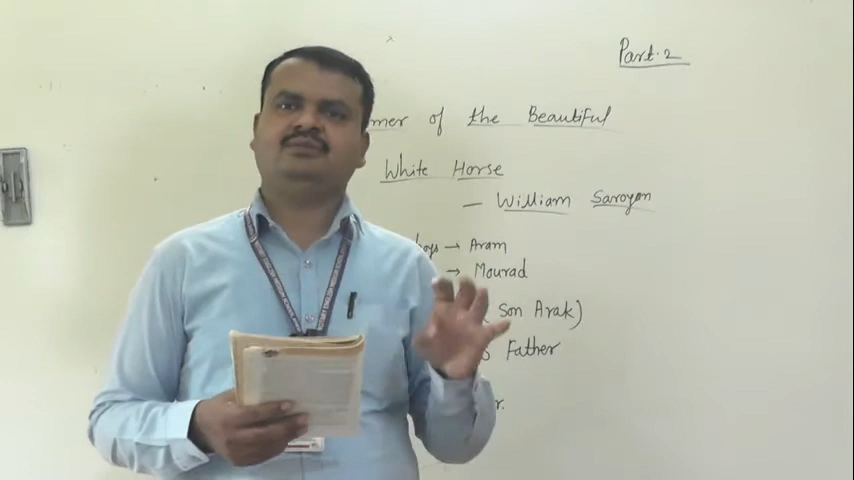 Part-2
mer of the Beautiful
White Horse
— William Saroyan
boys → Aram
→ Mourad
son Arak)
Father
r.